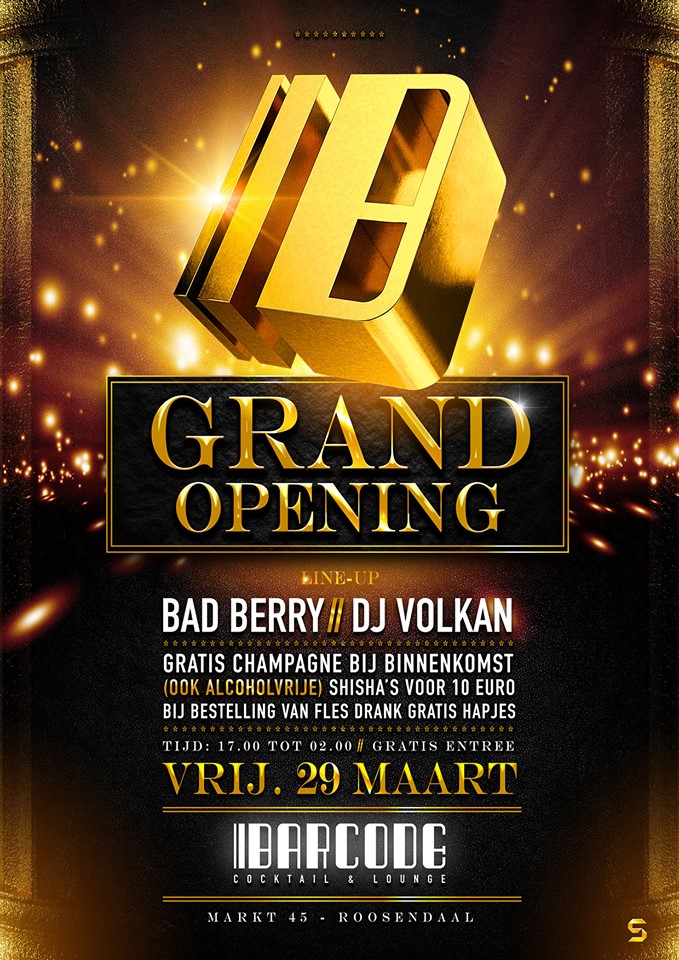 GRAND
OPENING
LINE-UP
BAD BERRY // DJ VOLKAN
GRATIS CHAMPAGNE BIJ BINNENKOMST
(OOK ALCOHOLVRIJE) SHISHA'S VOOR 10 EURO
BIJ BESTELLING VAN FLES DRANK GRATIS HAPJES
TIJD: 17.00 TOT 02.00 // GRATIS ENTREE
VRIJ. 29 MAART
BARCODE
COCKTAIL & LOUNGE
MARKT 45 - ROOSENDAAL
S